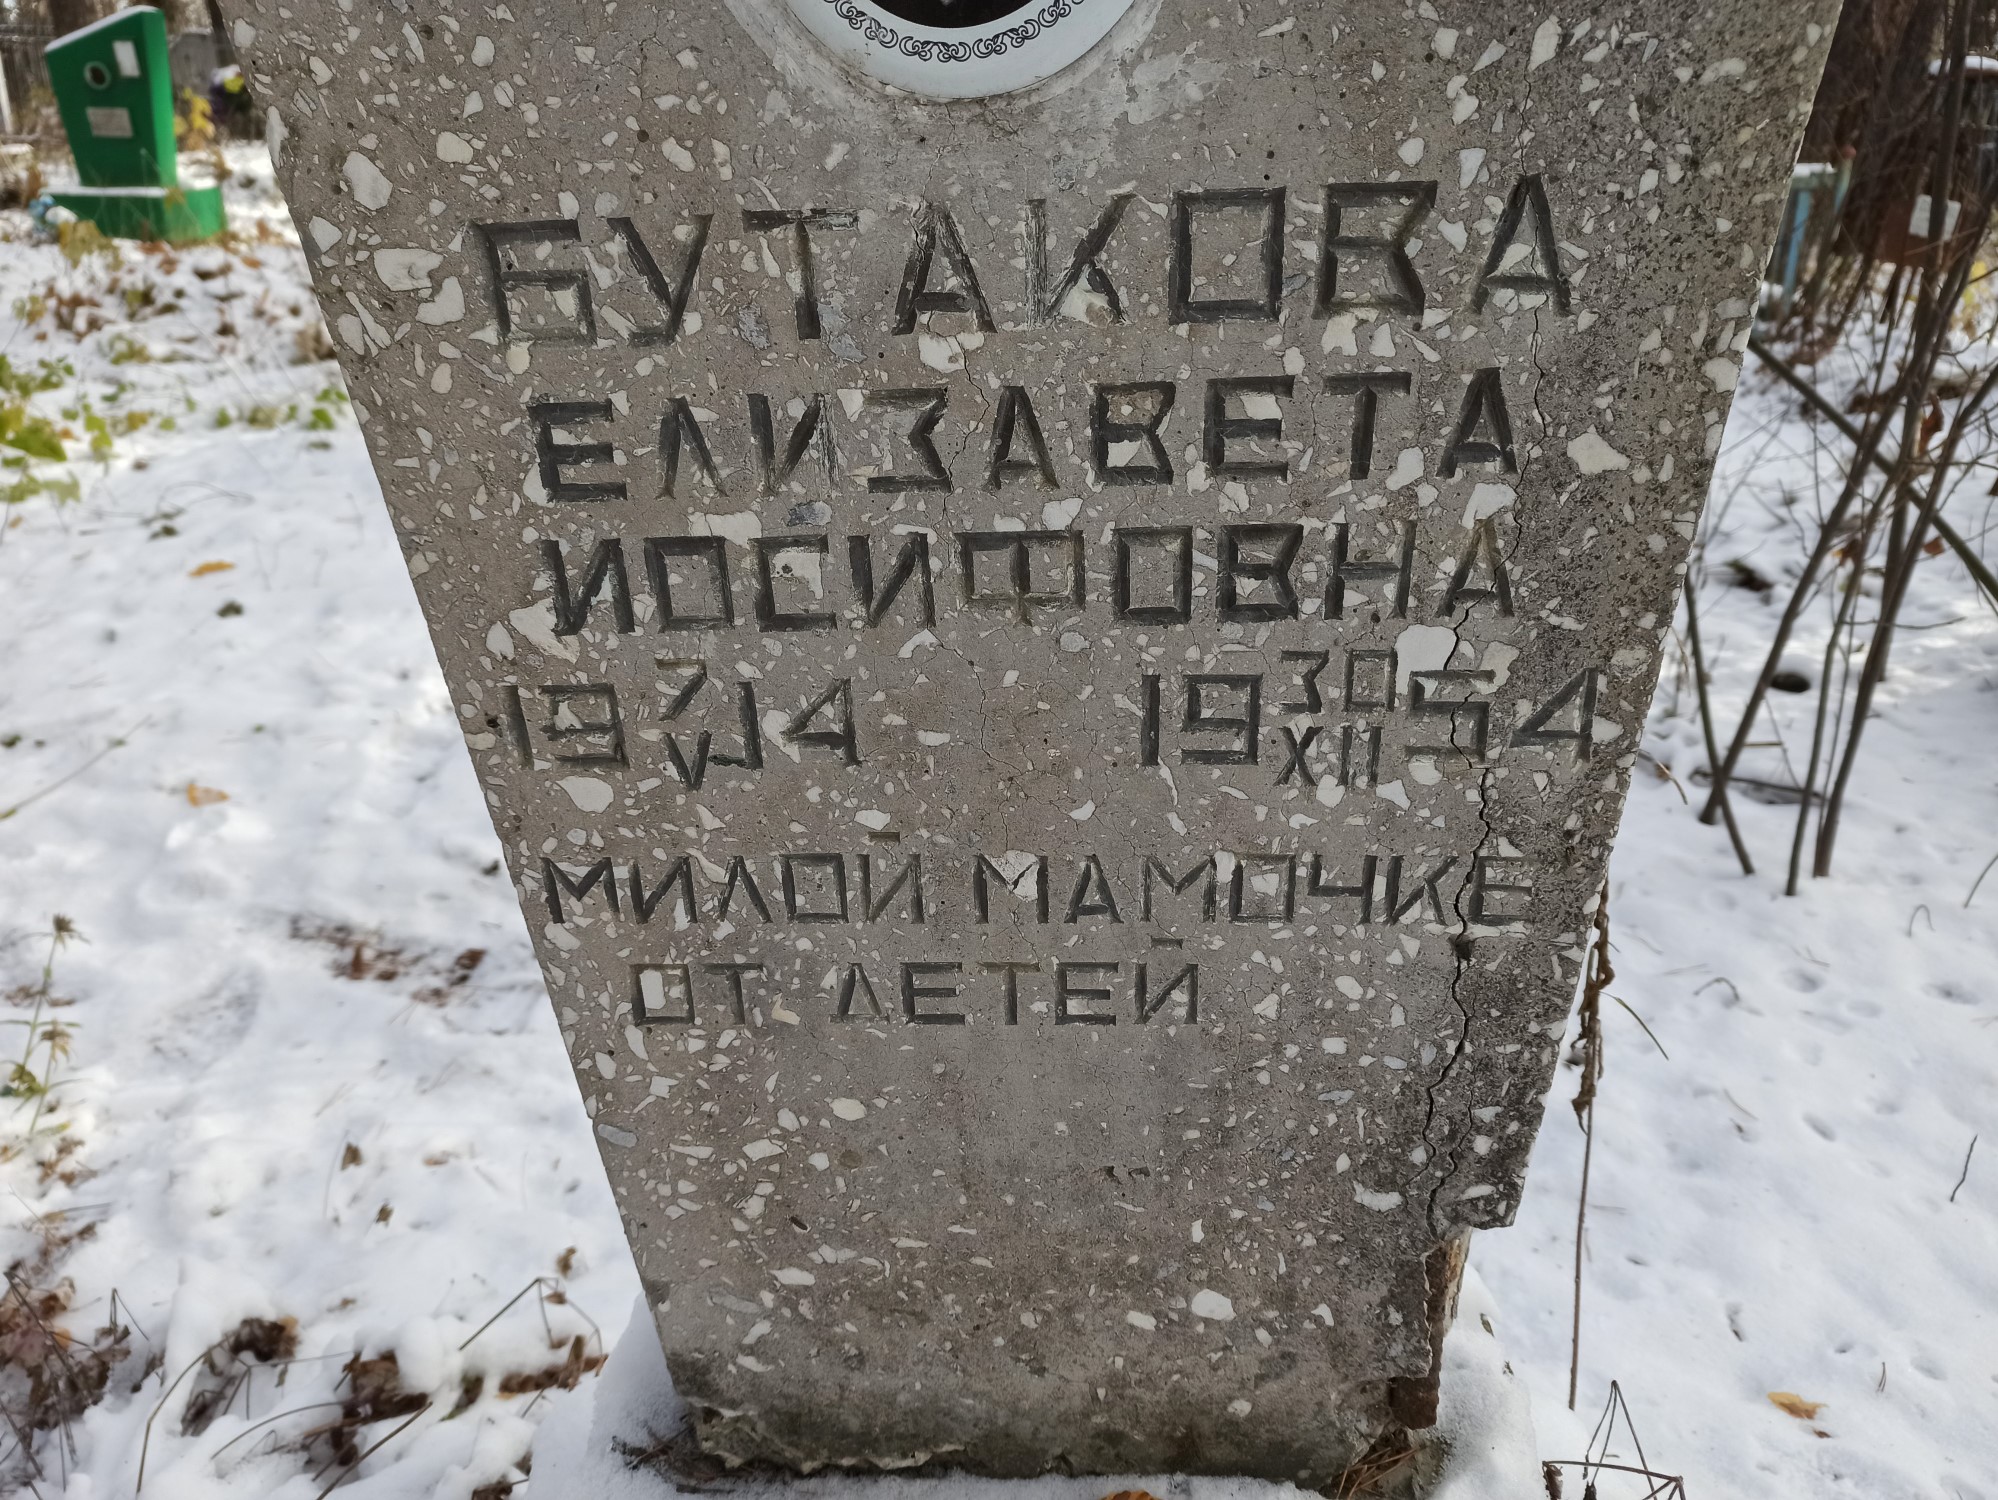 БУТАКОВА
ЕЛИЗАВЕТА
ИОСИФОВНА
19 7/V 14 19 30/XII 54
МИЛОЙ МАМОЧКЕ
ОТ ДЕТЕЙ